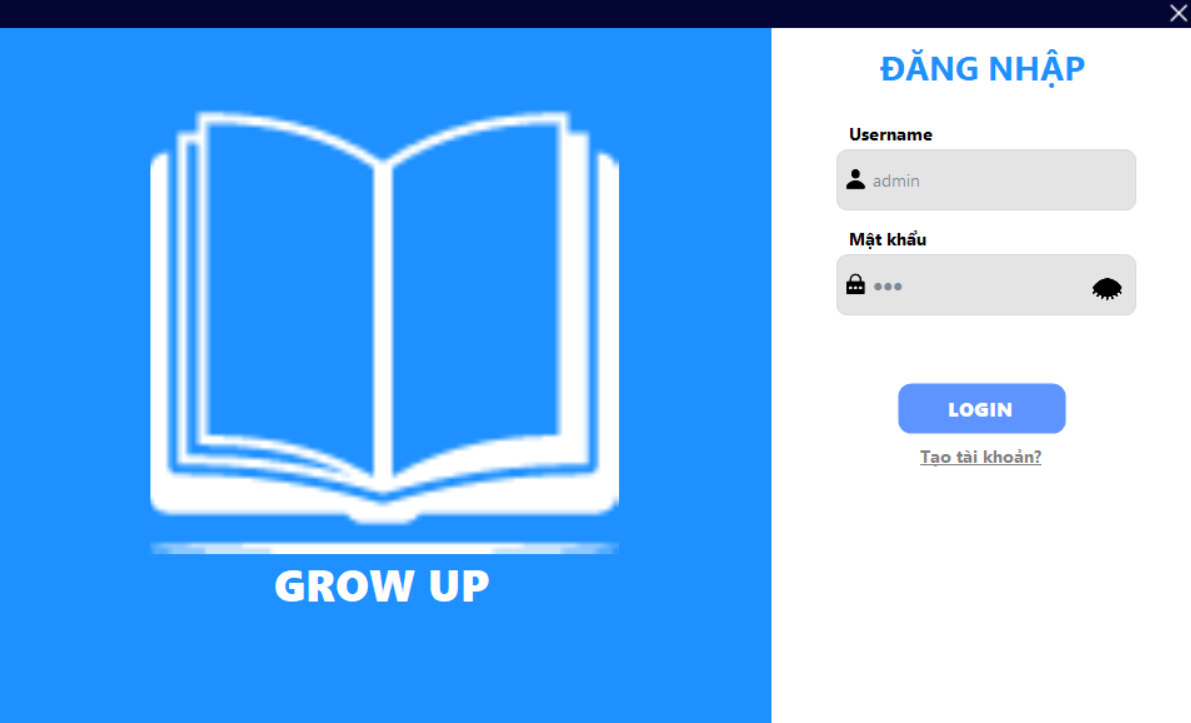 GROW UP
ĐĂNG NHẬP
Username
admin
Mật khẩu
•••
LOGIN
Tạo tài khoản?